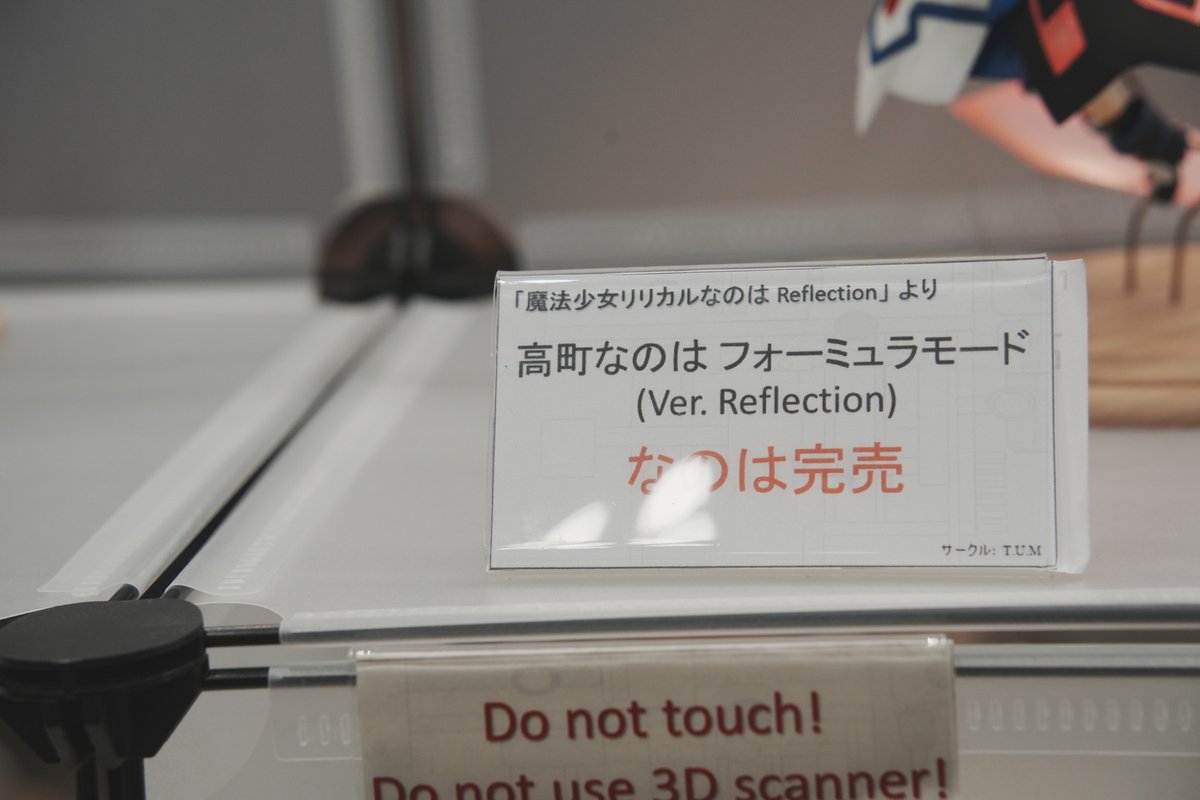 「魔法少女リリカルなのは Reflection」より
高町なのは フォーミュラモード
(Ver. Reflection)
なのは完売
サークル: T.U.M
Do not touch!
Do not use 3D scanner!